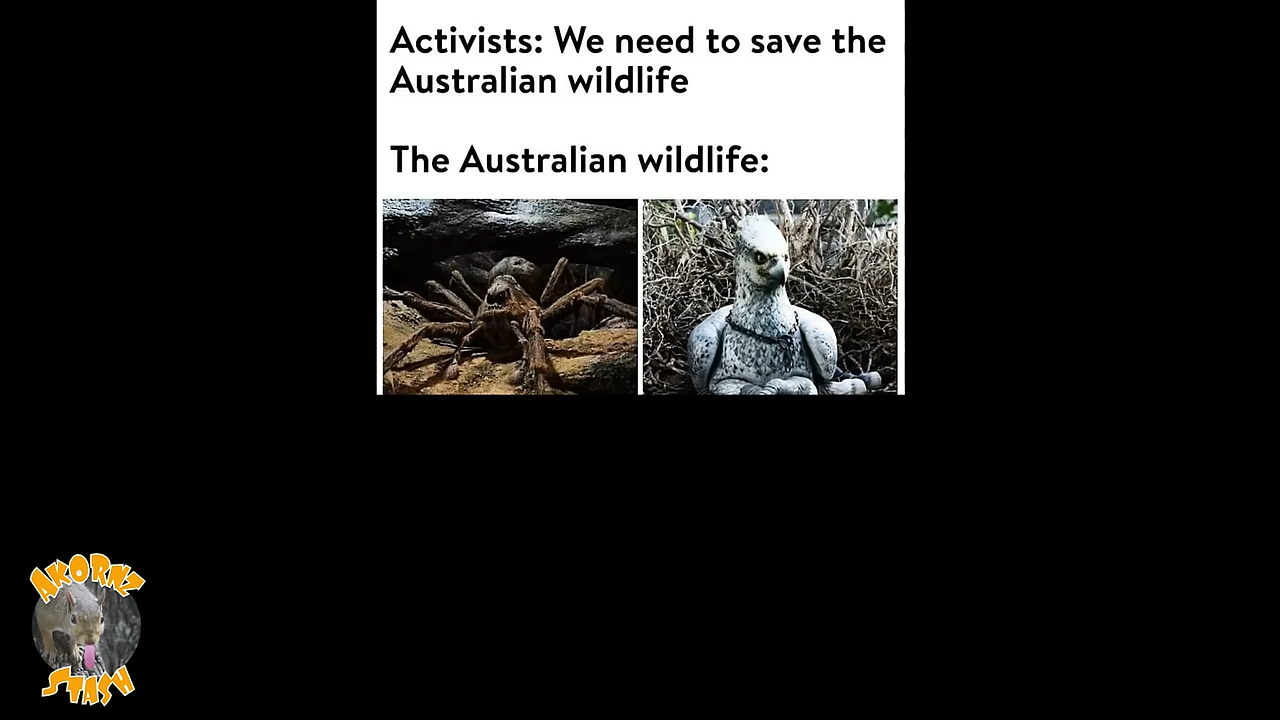 Activists: We need to save the
Australian wildlife
The Australian wildlife:
AKORNZ
STASH